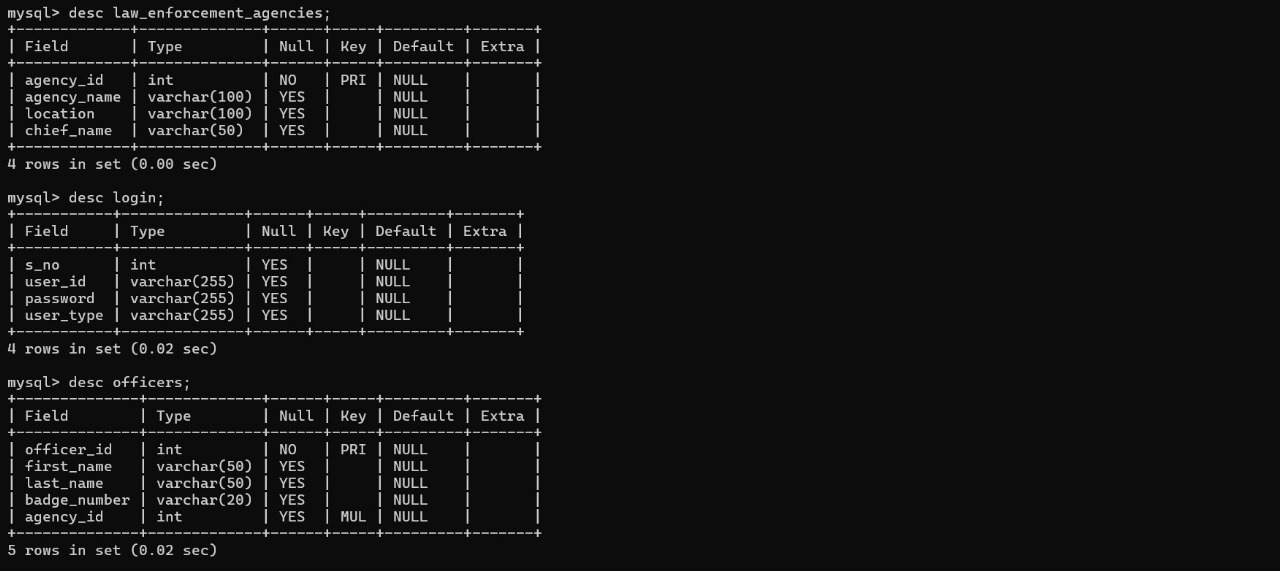 mysql> desc law_enforcement_agencies;
+-------------+--------------+------+-----+---------+-------+
| Field       | Type         | Null | Key | Default | Extra |
+-------------+--------------+------+-----+---------+-------+
| agency_id   | int          | NO   | PRI | NULL    |       |
| agency_name | varchar(100) | YES  |     | NULL    |       |
| location    | varchar(100) | YES  |     | NULL    |       |
| chief_name  | varchar(50)  | YES  |     | NULL    |       |
+-------------+--------------+------+-----+---------+-------+
4 rows in set (0.00 sec)

mysql> desc login;
+-----------+--------------+------+-----+---------+-------+
| Field     | Type         | Null | Key | Default | Extra |
+-----------+--------------+------+-----+---------+-------+
| s_no      | int          | YES  |     | NULL    |       |
| user_id   | varchar(255) | YES  |     | NULL    |       |
| password  | varchar(255) | YES  |     | NULL    |       |
| user_type | varchar(255) | YES  |     | NULL    |       |
+-----------+--------------+------+-----+---------+-------+
4 rows in set (0.02 sec)

mysql> desc officers;
+--------------+-------------+------+-----+---------+-------+
| Field        | Type        | Null | Key | Default | Extra |
+--------------+-------------+------+-----+---------+-------+
| officer_id   | int         | NO   | PRI | NULL    |       |
| first_name   | varchar(50) | YES  |     | NULL    |       |
| last_name    | varchar(50) | YES  |     | NULL    |       |
| badge_number | varchar(20) | YES  |     | NULL    |       |
| agency_id    | int         | YES  | MUL | NULL    |       |
+--------------+-------------+------+-----+---------+-------+
5 rows in set (0.02 sec)